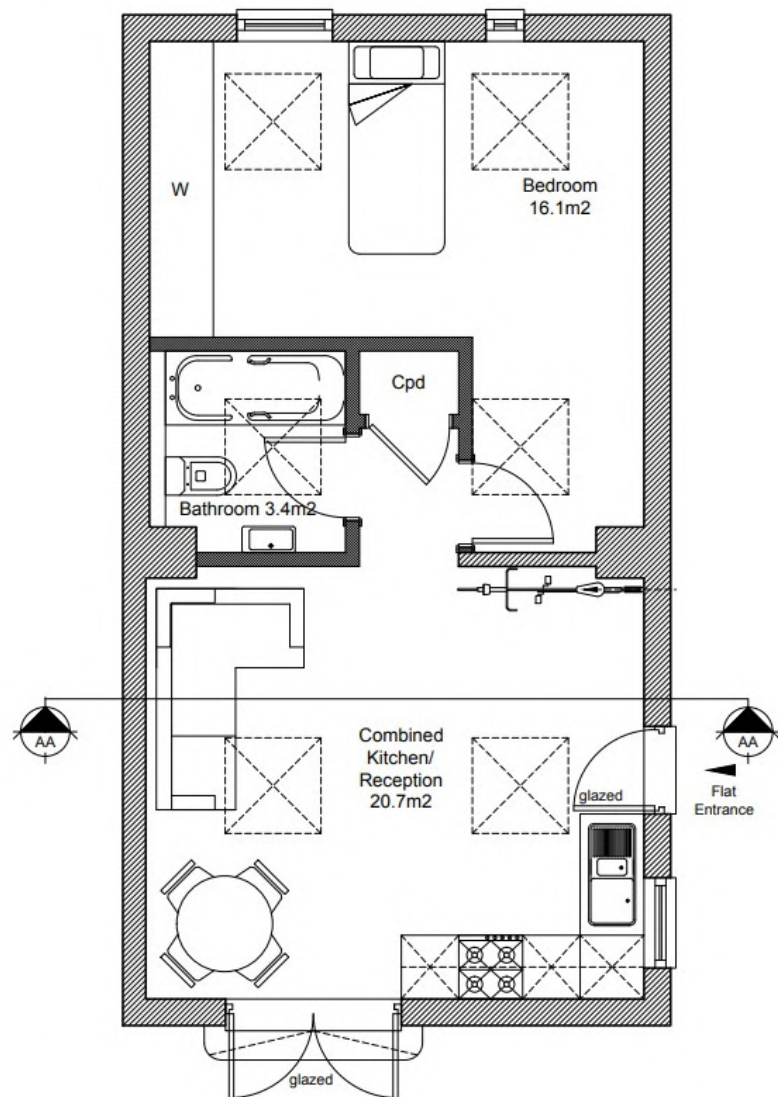 W
Bedroom
16.1m2
Cpd
Bathroom 3.4m2
AA
Combined
Kitchen/
Reception
20.7m2
glazed
Flat
Entrance
AA
glazed